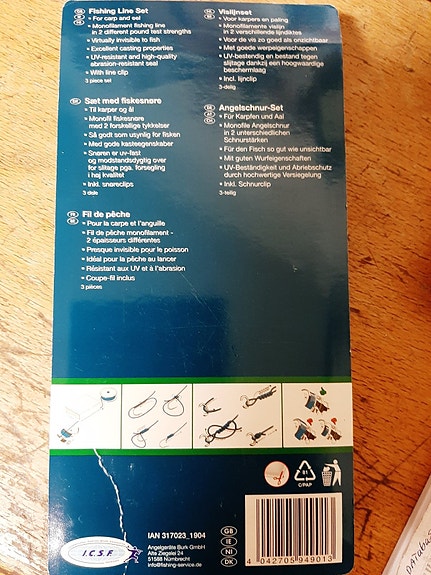 Fishing Line Set
» For carp and eel
» Monofilament fishing line
in 2 different pound test strengths
» Virtually invisible to fish
» Excellent casting properties
» UV-resistant and high-quality
abrasion-resistant seal
» With line clip
3 piece set
Vislijnset
» Voor karpers en paling
» Monofilamente vislijn
in 2 verschillende lijndiktes
» Voor de vis zo goed als onzichtbaar
» Met goede werpeigenschappen
» UV-bestendig en bestand tegen
slijtage dankzij een hoogwaardige
beschermlaag
» Incl. lijnclip
3-delig
Sæt med fiskesnøre
» Til karper og ål
» Monofil fiskesnøre
med 2 forskellige tykkelser
» Så godt som usynlig for fisken
» Med gode kasteegenskaber
» Snøren er uv-fast
og modstandsdygtig over
for slitage pga. forsegling
i høj kvalitet
» Inkl. snøreclips
3 dele
Angelschnur-Set
» Für Karpfen und Aal
» Monofile Angelschnur
in 2 unterschiedlichen
Schnurstärken
» Für den Fisch so gut wie unsichtbar
» Mit guten Wurfeigenschaften
» UV-Beständigkeit und Abriebschutz
durch hochwertige Versiegelung
» Inkl. Schnurclip
3-teilig
Fil de pêche
» Pour la carpe et l'anguille
» Fil de pêche monofilament -
2 épaisseurs différentes
» Presque invisible pour le poisson
» Idéal pour la pêche au lancer
» Résistant aux UV et à l'abrasion
» Coupe-fil inclus
3 pièces
81
C/PAP
I.C.S.F.
IAN 317023_1904
Angelgeräte Burk GmbH
Alte Ziegelei 24
51588 Nümbrecht
info@fishing-service.de
GB
IE
NI
DK
4 042705 949013